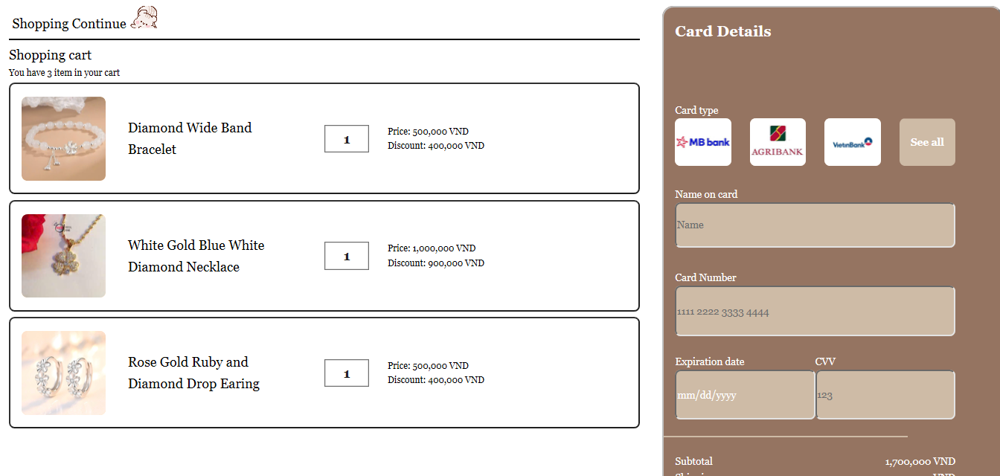 Shopping Continue
Shopping cart
You have 3 item in your cart
Diamond Wide Band
Bracelet
1
Price: 500,000 VND
Discount: 400,000 VND
White Gold Blue White
Diamond Necklace
1
Price: 1,000,000 VND
Discount: 900,000 VND
Rose Gold Ruby and
Diamond Drop Earing
1
Price: 500,000 VND
Discount: 400,000 VND
Card Details
Card type
MB bank
AGRIBANK
VietinBank
See all
Name on card
Name
Card Number
1111 2222 3333 4444
Expiration date
CVV
mm/dd/yyyy
123
Subtotal
1,700,000 VND